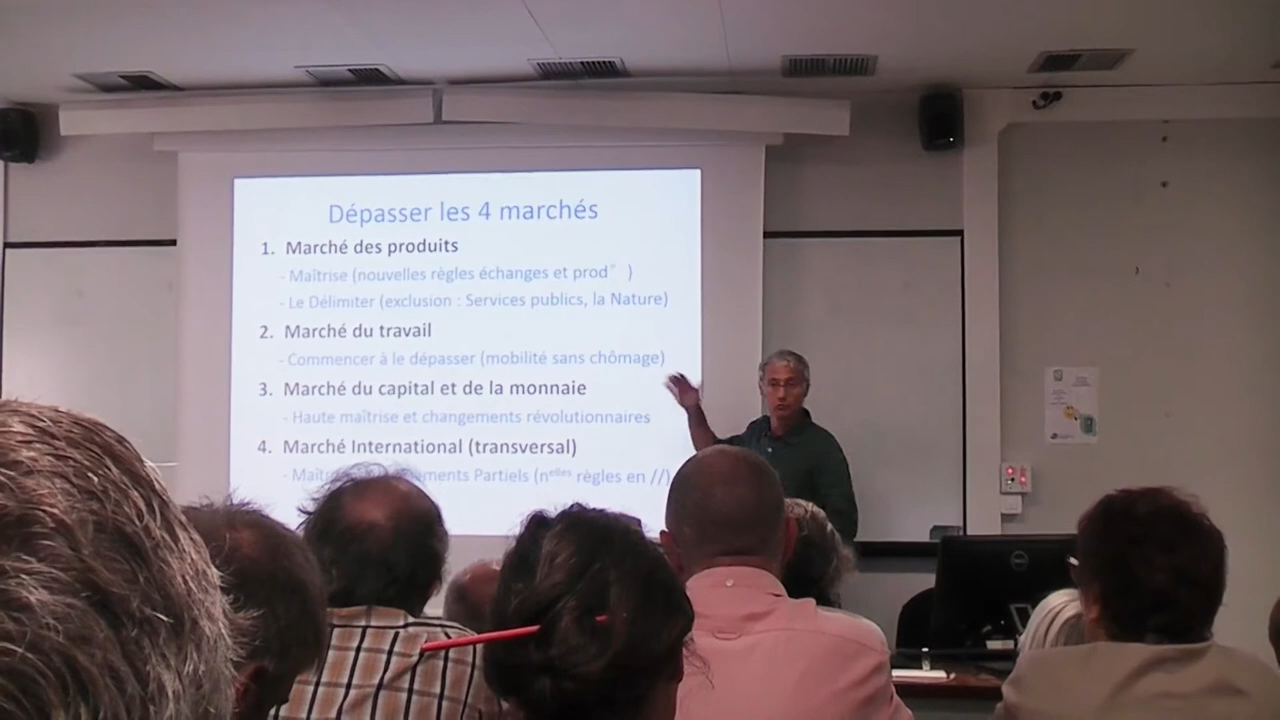 Dépasser les 4 marchés
1. Marché des produits
- Maîtrise (nouvelles règles échanges et prod° )
- Le Délimiter (exclusion : Services publics, la Nature)
2. Marché du travail
- Commencer à le dépasser (mobilité sans chômage)
3. Marché du capital et de la monnaie
- Haute maîtrise et changements révolutionnaires
4. Marché International (transversal)
- Partiels (nelles règles en //)
DELL